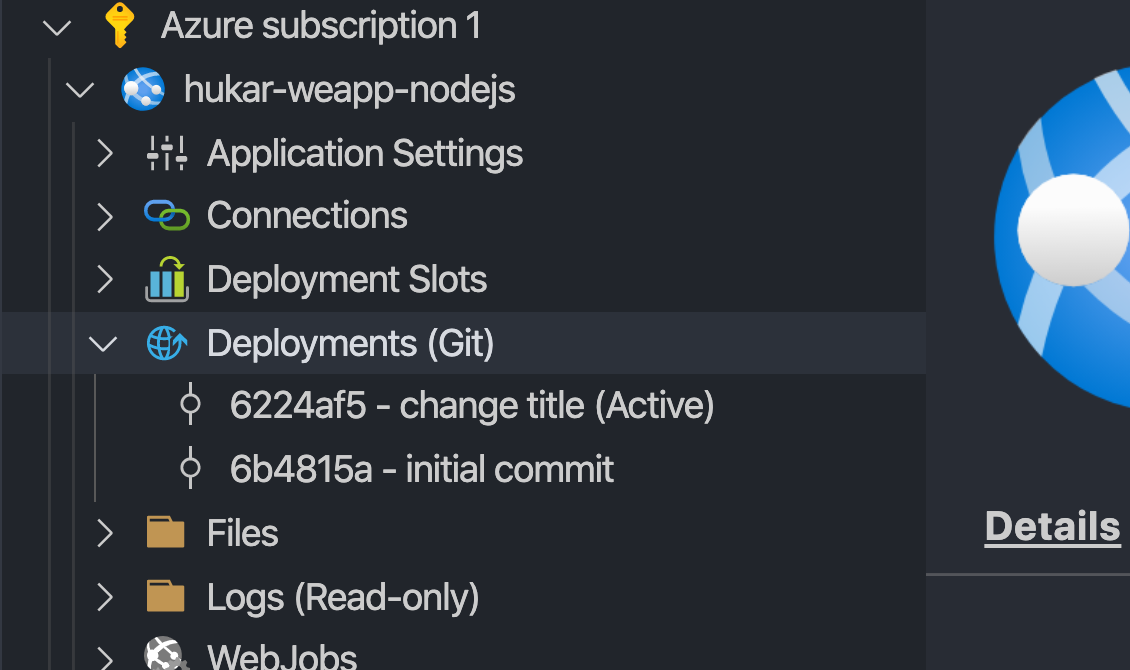 Azure subscription 1
hukar-weapp-nodejs
Application Settings
Connections
Deployment Slots
Deployments (Git)
6224af5 - change title (Active)
6b4815a - initial commit
Files
Details
Logs (Read-only)
WebJobs